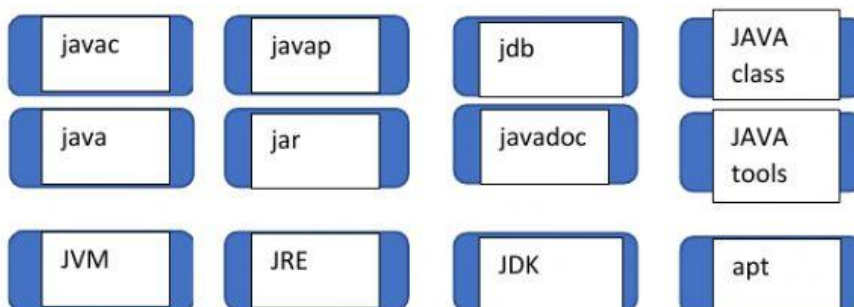 javac
javap
jdb
JAVA
class
java
jar
javadoc
JAVA
tools
JVM
JRE
JDK
apt